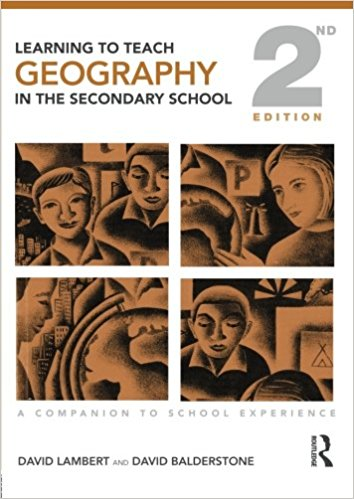 LEARNING TO TEACH
GEOGRAPHY
IN THE SECONDARY SCHOOL
2ND
EDITION
P
A COMPANION TO SCHOOL EXPERIENCE
DAVID LAMBERT AND DAVID BALDERSTONE
ROUTLEDGE